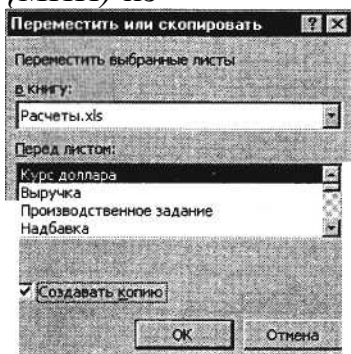 Переместить или скопировать
Переместить выбранные листы
в книгу:
Расчеты.xls
Перед листом:
Курс доллара
Выручка
Производственное задание
Надбавка
Создавать копию
ОК
Отмена